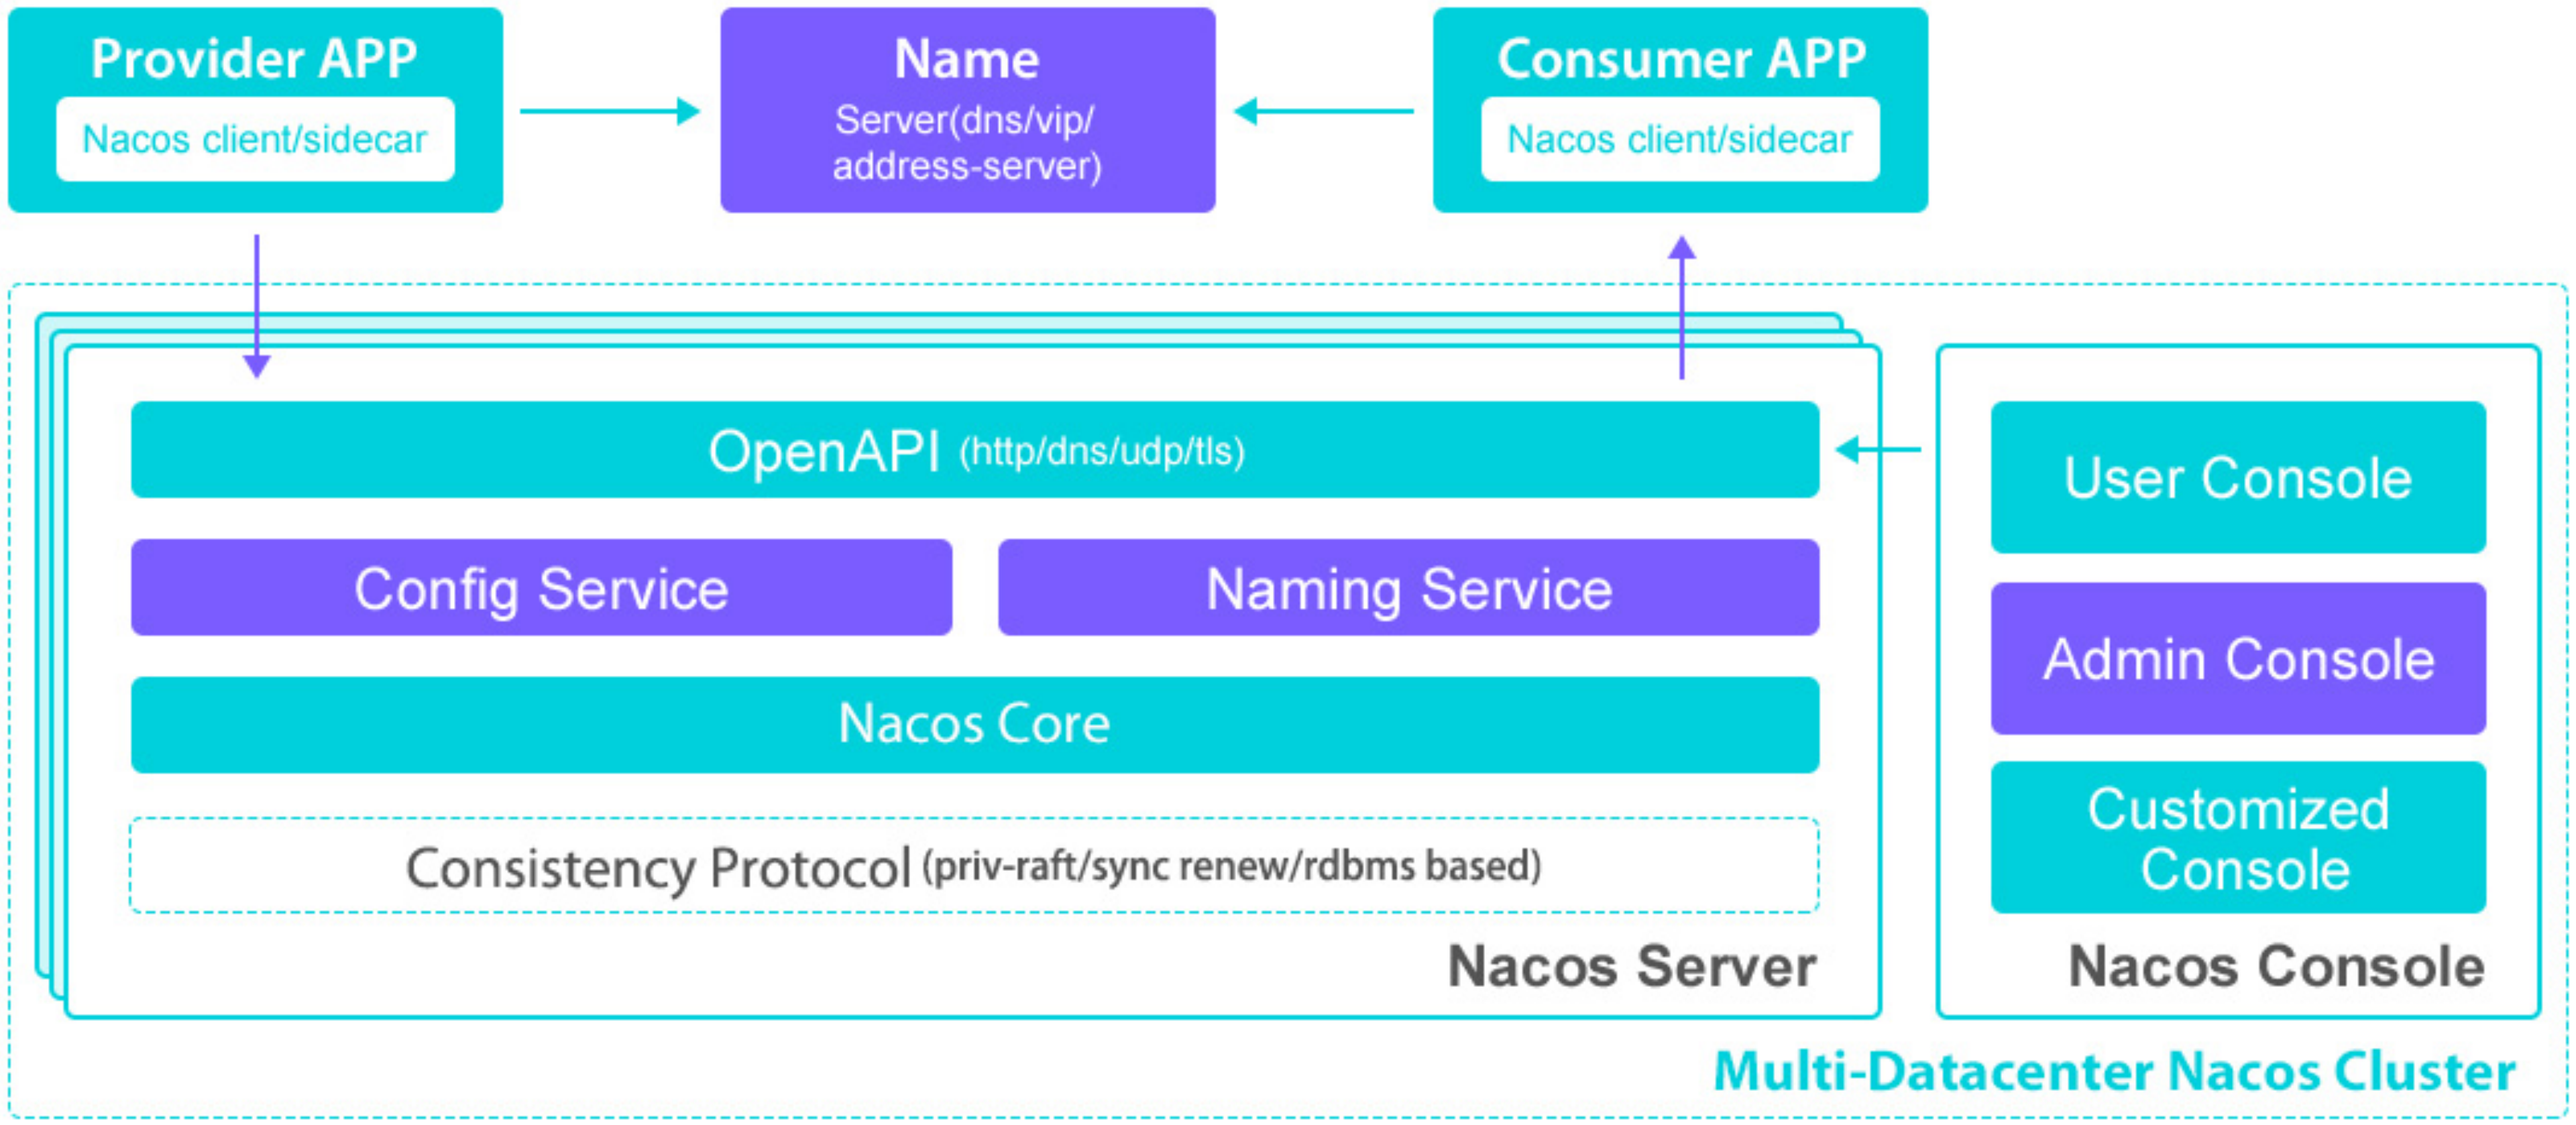 Provider APP
Nacos client/sidecar
Name
Server(dns/vip/
address-server)
Consumer APP
Nacos client/sidecar
OpenAPI (http/dns/udp/tls)
Config Service
Naming Service
Nacos Core
Consistency Protocol (priv-raft/sync renew/rdbms based)
Nacos Server
User Console
Admin Console
Customized
Console
Nacos Console
Multi-Datacenter Nacos Cluster